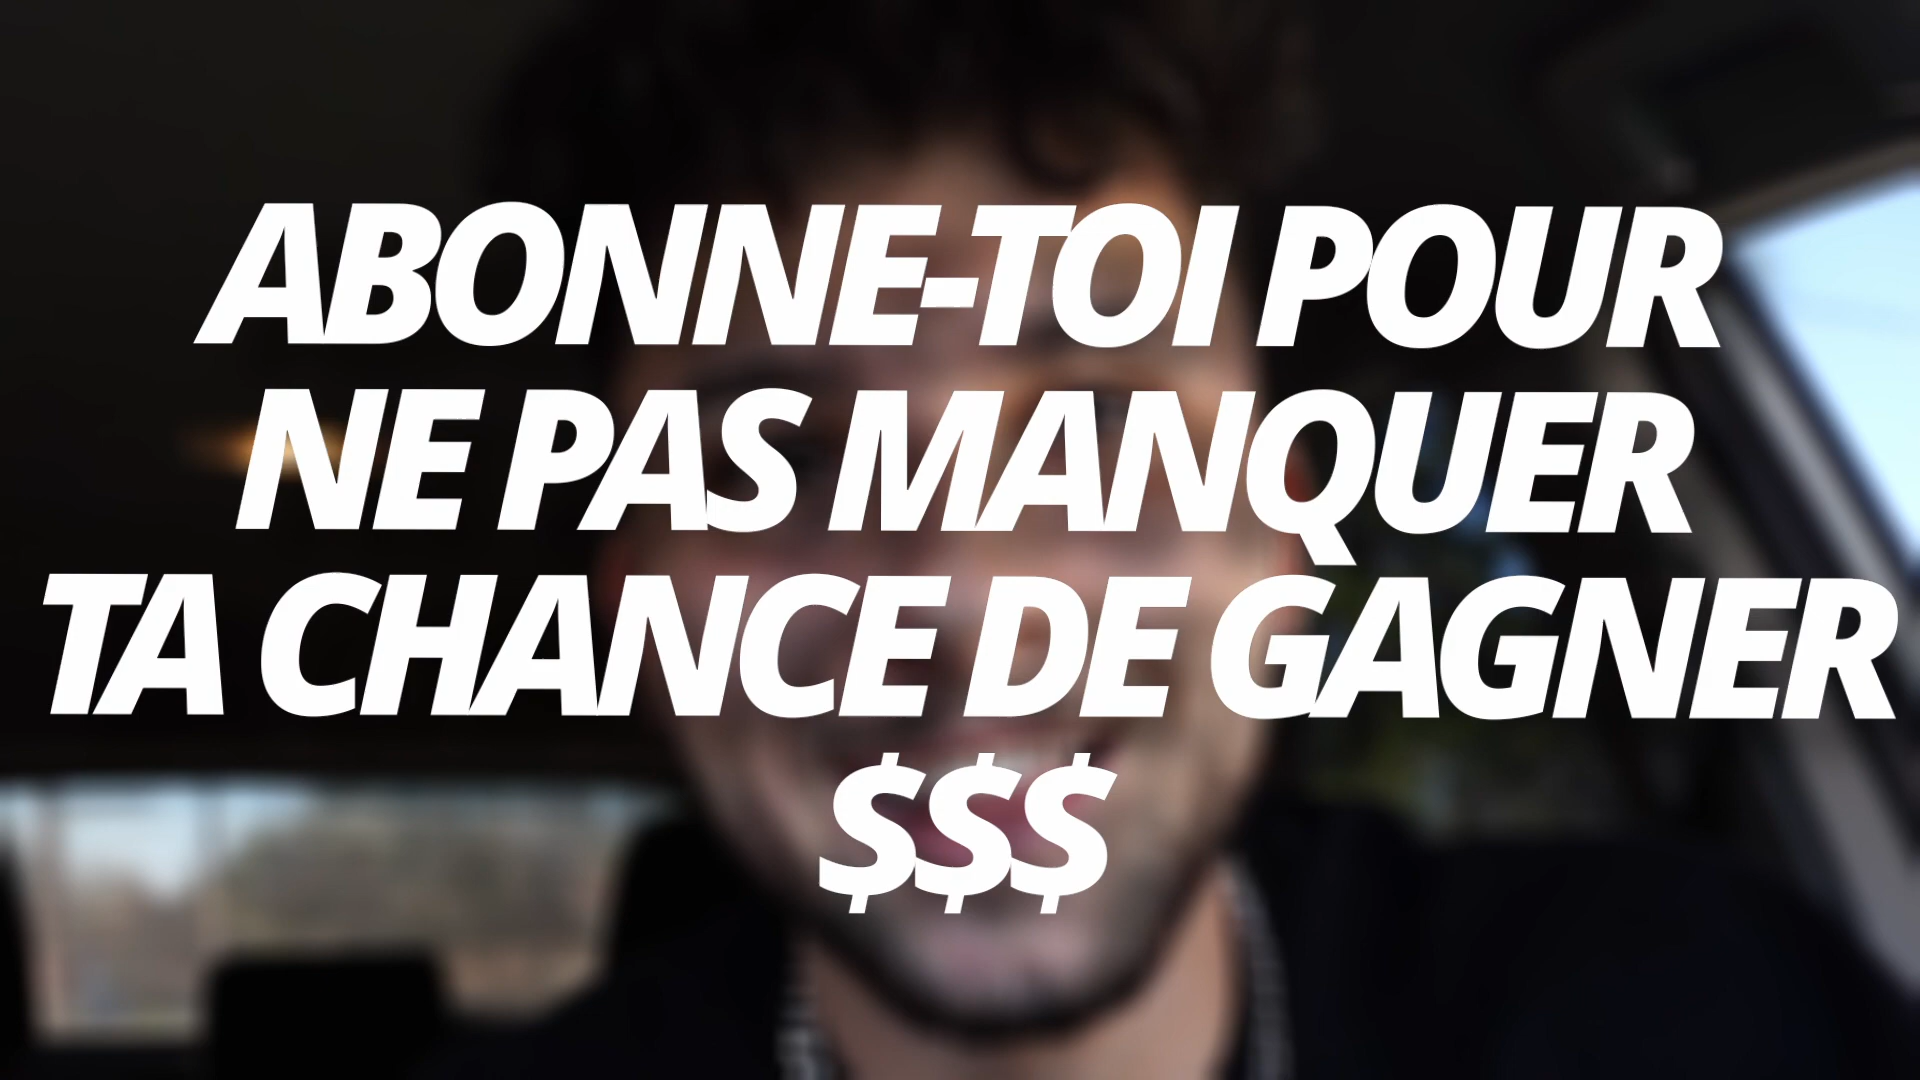 ABONNE-TOI POUR
NE PAS MANQUER
TA CHANCE DE GAGNER
$$$